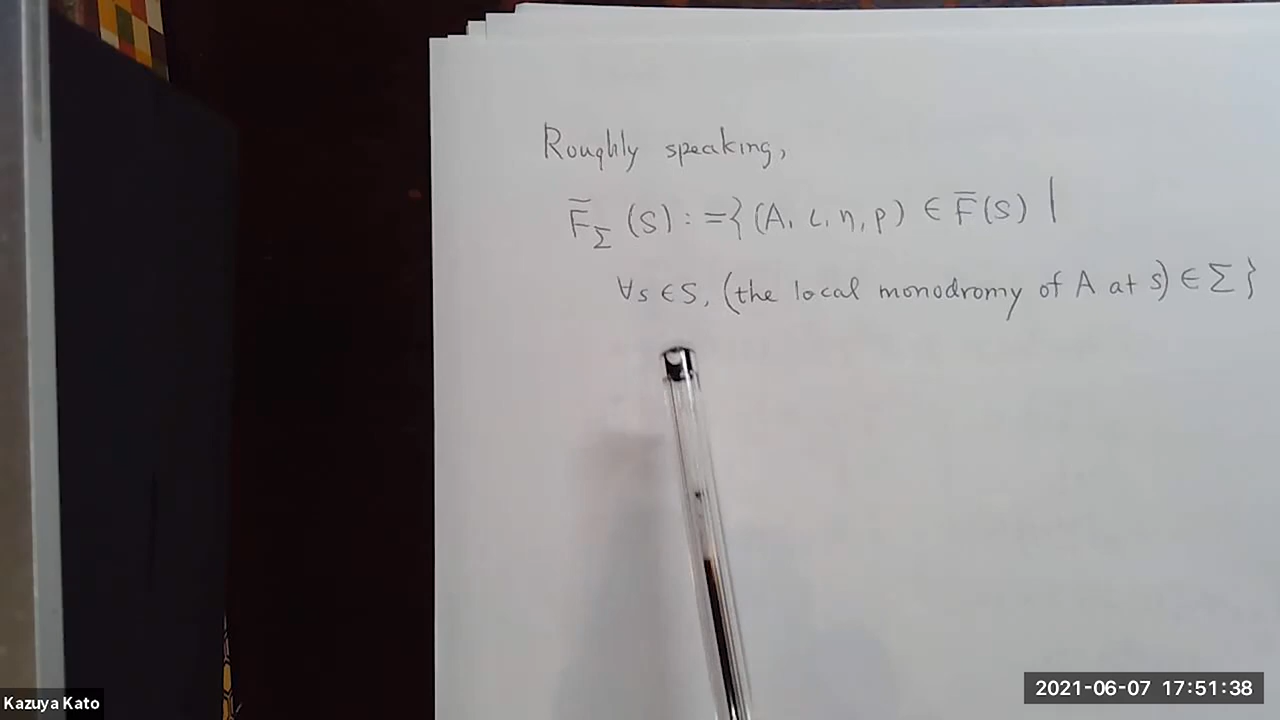 Roughly speaking,
F̅_Σ (S) := { (A, ι, η, p) ∈ F̅(S) |
∀s ∈ S, (the local monodromy of A at s) ∈ Σ }
Kazuya Kato
2021-06-07 17:51:38